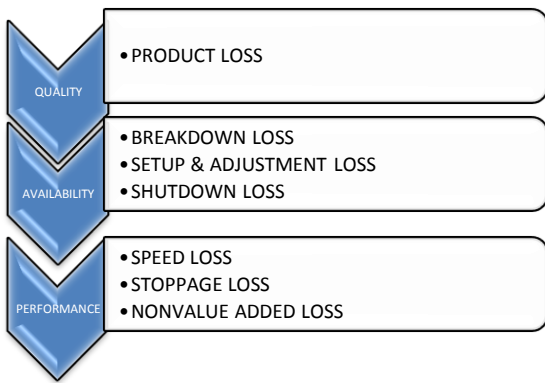 QUALITY
•PRODUCT LOSS
AVAILABILITY
•BREAKDOWN LOSS
•SETUP & ADJUSTMENT LOSS
•SHUTDOWN LOSS
PERFORMANCE
•SPEED LOSS
•STOPPAGE LOSS
•NONVALUE ADDED LOSS